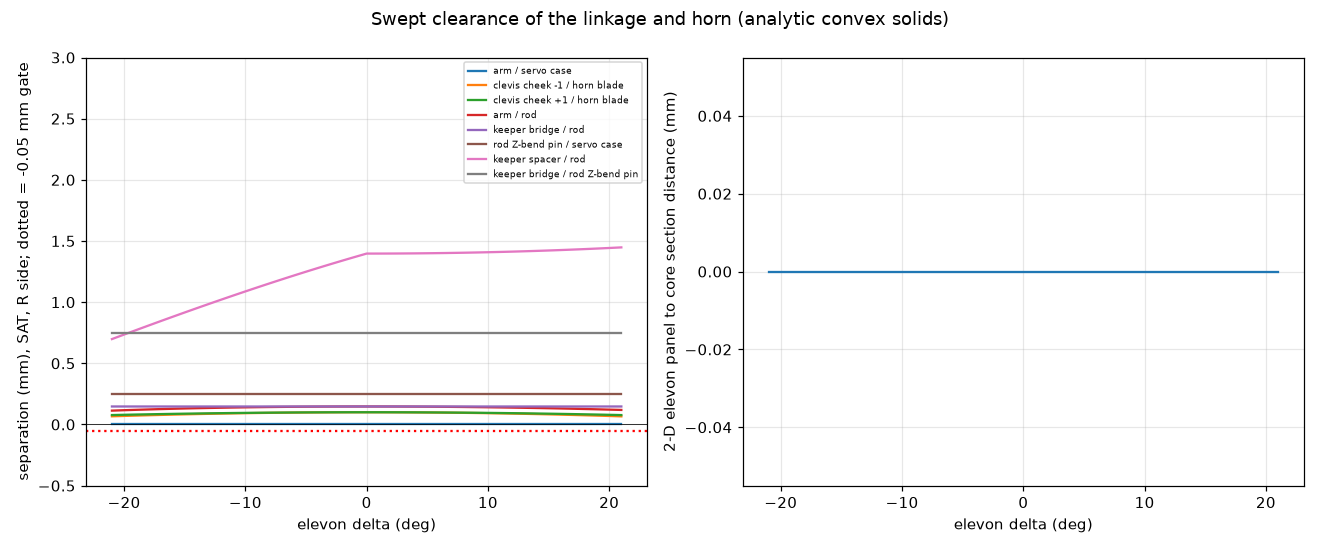 Swept clearance of the linkage and horn (analytic convex solids)
separation (mm), SAT, R side; dotted = -0.05 mm gate
3.0
2.5
2.0
1.5
1.0
0.5
0.0
−0.5
arm / servo case
clevis cheek -1 / horn blade
clevis cheek +1 / horn blade
arm / rod
keeper bridge / rod
rod Z-bend pin / servo case
keeper spacer / rod
keeper bridge / rod Z-bend pin
−20
−10
0
10
20
elevon delta (deg)
2-D elevon panel to core section distance (mm)
0.04
0.02
0.00
−0.02
−0.04
−20
−10
0
10
20
elevon delta (deg)